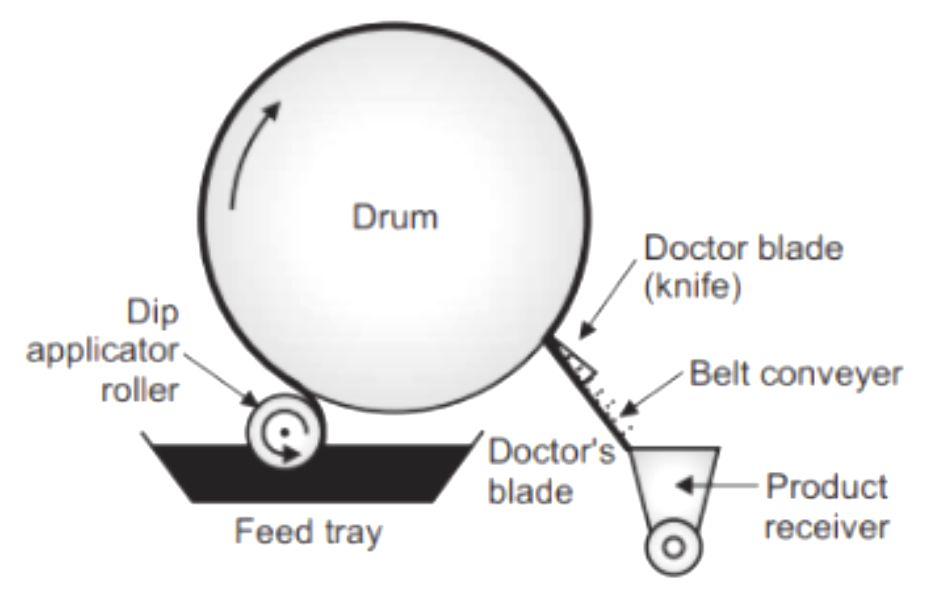 Drum
Doctor blade
(knife)
Dip
applicator
roller
Belt conveyer
Doctor's
blade
Product
receiver
Feed tray